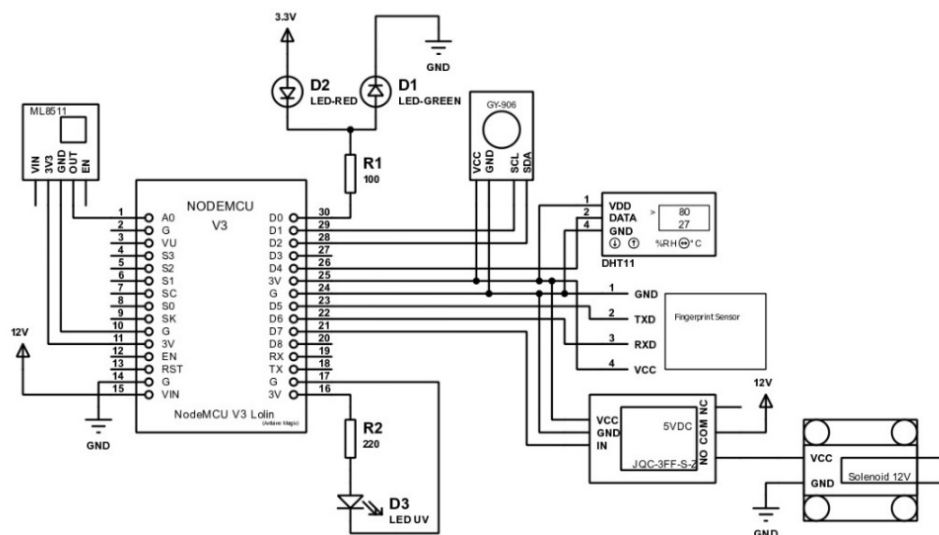 3.3V
D2
LED-RED
D1
LED-GREEN
GND
ML8511
VIN
3V3
GND
OUT
EN
R1
100
GY-906
VCC
GND
SCL
SDA
NODEMCU
V3
1 A0
2 G
3 VU
4 S3
5 S2
6 S1
7 SC
8 S0
9 SK
10 G
11 3V
12 EN
13 RST
14 G
15 VIN
D0 30
D1 29
D2 28
D3 27
D4 26
3V 25
G 24
D5 23
D6 22
D7 21
D8 20
RX 19
TX 18
G 17
3V 16
NodeMCU V3 Lolin
12V
GND
1 VDD
2 DATA
4 GND
> 80
27
%RH °C
DHT11
1 GND
2 TXD
3 RXD
4 VCC
Fingerprint Sensor
12V
VCC
GND
IN
5VDC
JQC-3FF-S-Z
NC
COM
NO
VCC
GND
Solenoid 12V
GND
R2
220
D3
LED UV